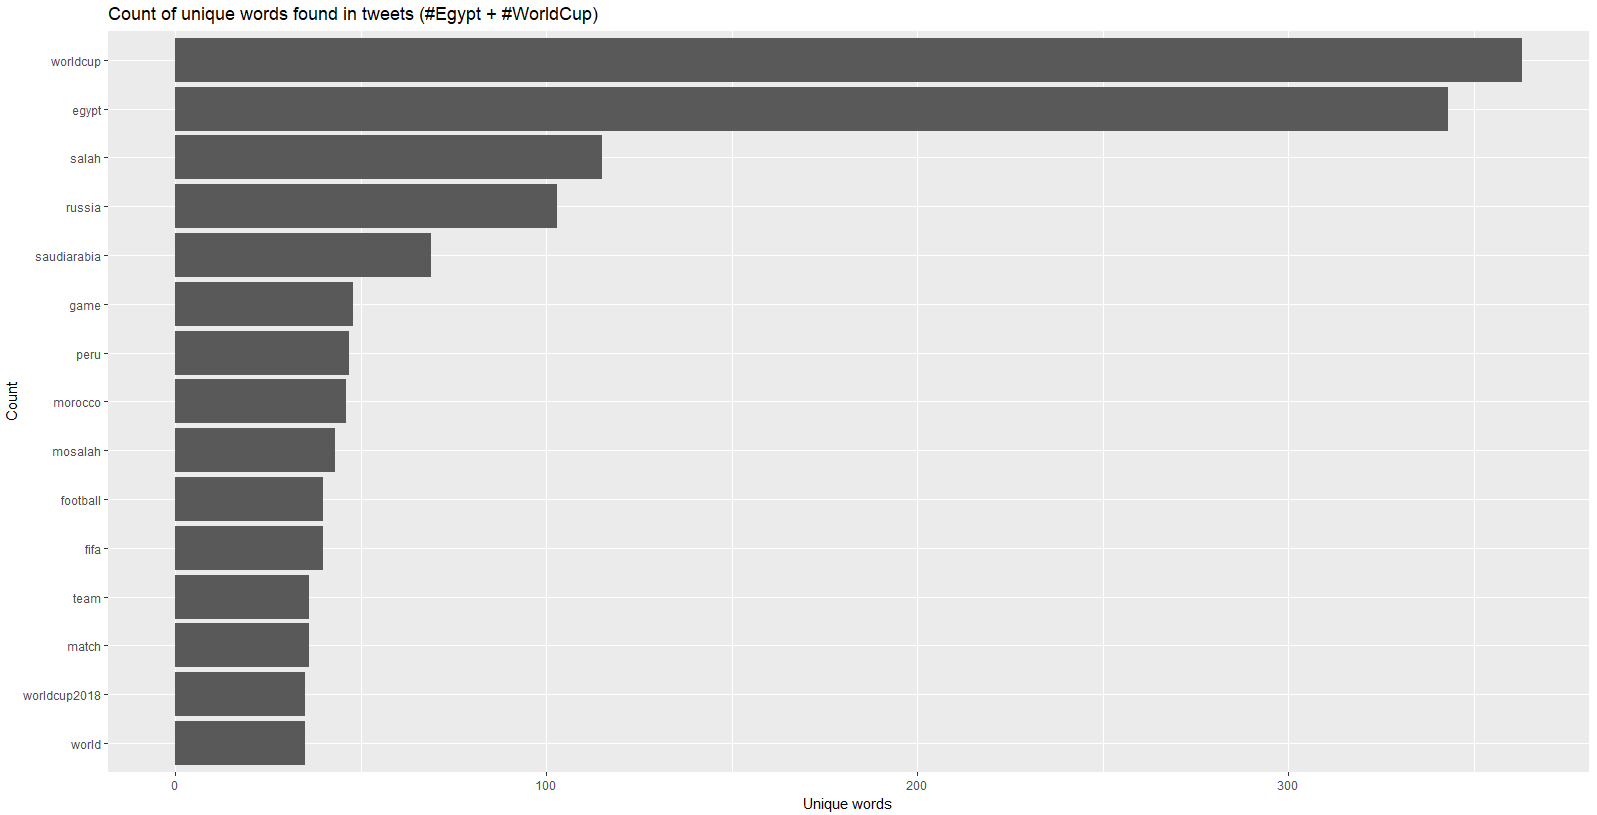 Count of unique words found in tweets (#Egypt + #WorldCup)
Count
worldcup
egypt
salah
russia
saudiarabia
game
peru
morocco
mosalah
football
fifa
team
match
worldcup2018
world
0 100 200 300
Unique words